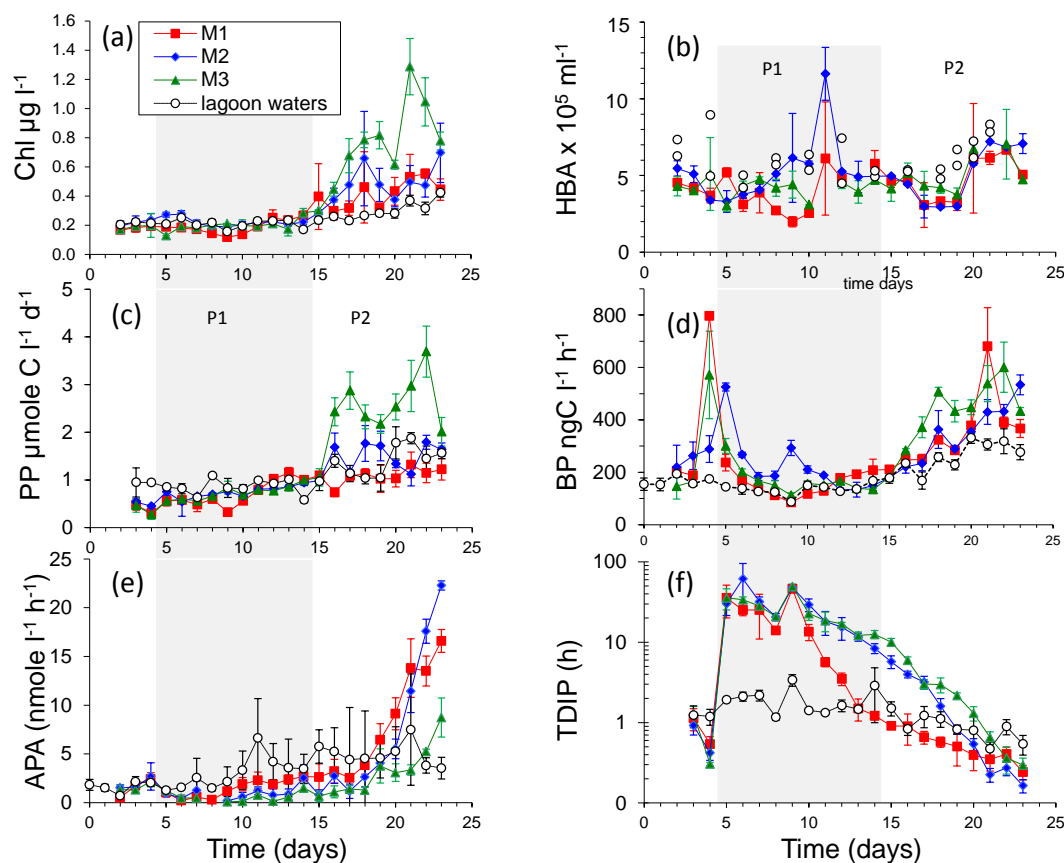 (a)
M1
M2
M3
lagoon waters
Chl µg l-1
1.6
1.4
1.2
1.0
0.8
0.6
0.4
0.2
0.0
0 5 10 15 20 25
(b)
P1 P2
HBA x 10⁵ ml-1
15
10
5
0
0 5 10 15 20 25
time days
(c)
P1 P2
PP µmole C l-1 d-1
5
4
3
2
1
0
0 5 10 15 20 25
(d)
BP ngC l-1 h-1
800
600
400
200
0
0 5 10 15 20 25
(e)
APA (nmole l-1 h-1)
25
20
15
10
5
0
0 5 10 15 20 25
Time (days)
(f)
TDIP (h)
100
10
1
0
0 5 10 15 20 25
Time (days)